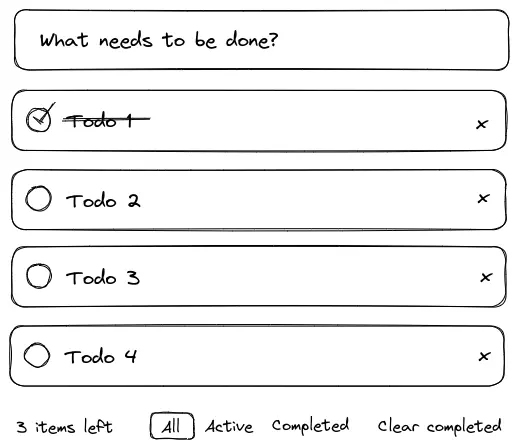 What needs to be done?
Todo 1 x
Todo 2 x
Todo 3 x
Todo 4 x
3 items left All Active Completed Clear completed